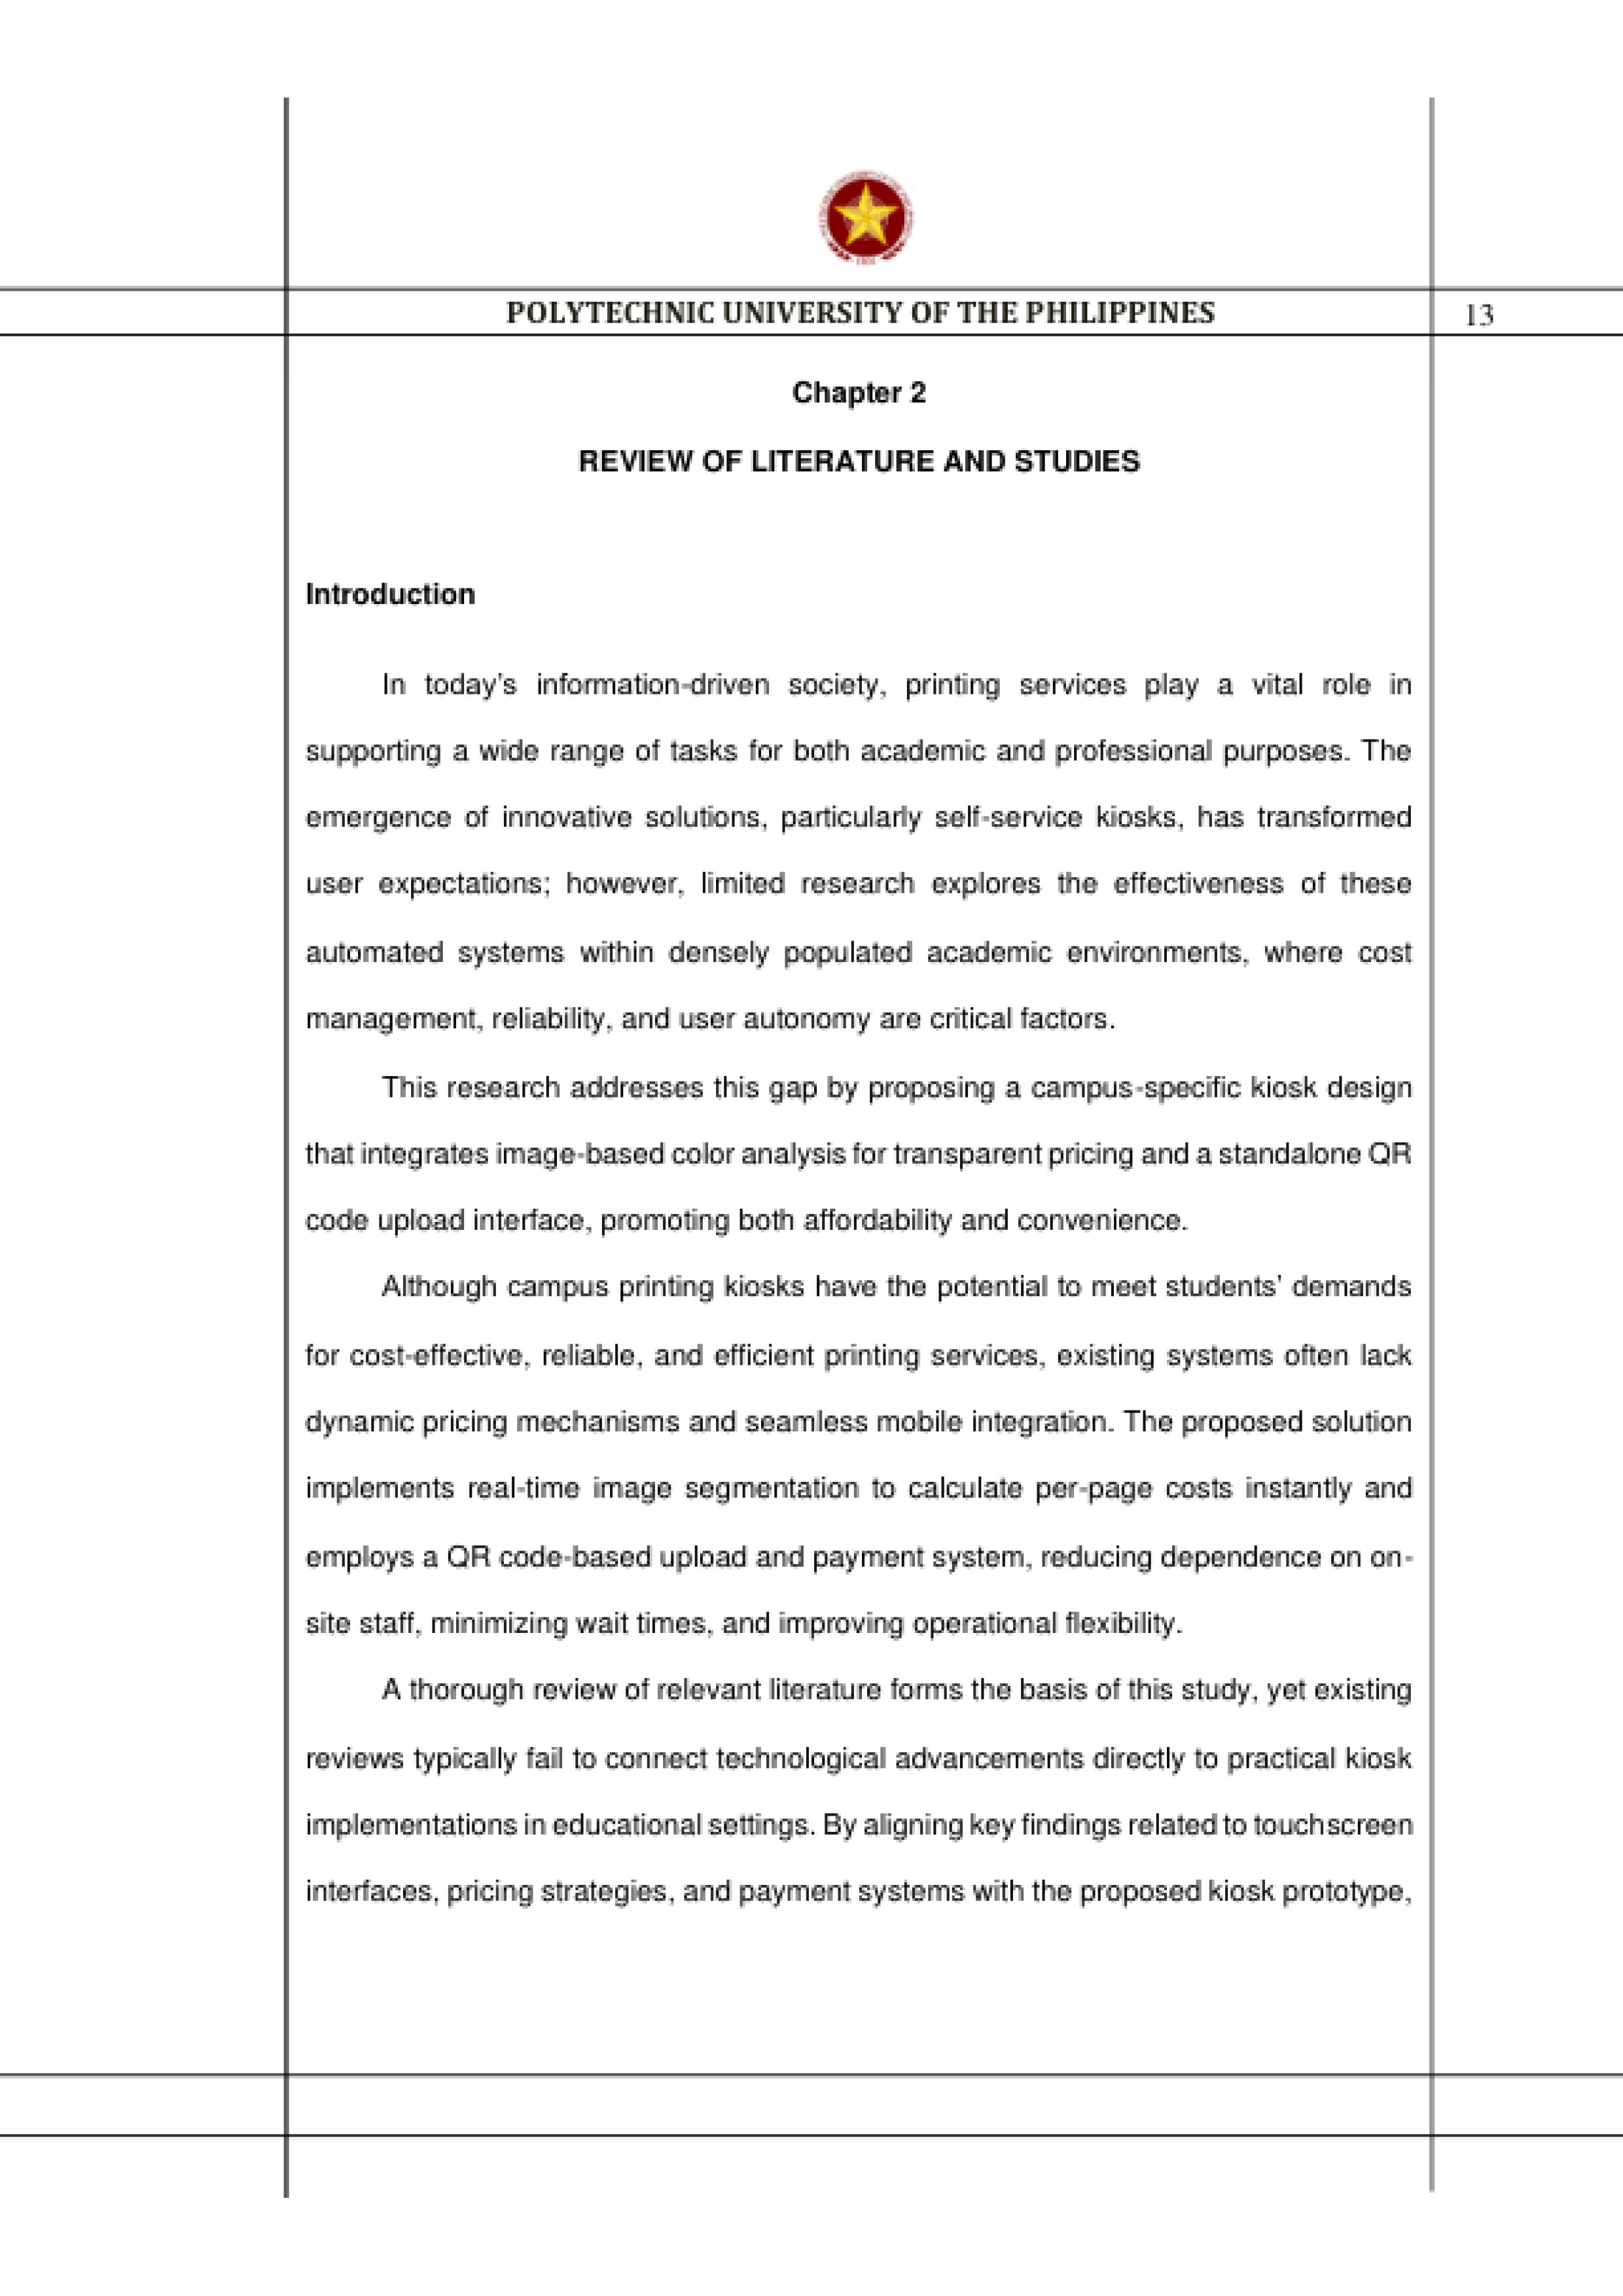 POLYTECHNIC UNIVERSITY OF THE PHILIPPINES
13
Chapter 2
REVIEW OF LITERATURE AND STUDIES
Introduction
In today's information-driven society, printing services play a vital role in
supporting a wide range of tasks for both academic and professional purposes. The
emergence of innovative solutions, particularly self-service kiosks, has transformed
user expectations; however, limited research explores the effectiveness of these
automated systems within densely populated academic environments, where cost
management, reliability, and user autonomy are critical factors.
This research addresses this gap by proposing a campus-specific kiosk design
that integrates image-based color analysis for transparent pricing and a standalone QR
code upload interface, promoting both affordability and convenience.
Although campus printing kiosks have the potential to meet students' demands
for cost-effective, reliable, and efficient printing services, existing systems often lack
dynamic pricing mechanisms and seamless mobile integration. The proposed solution
implements real-time image segmentation to calculate per-page costs instantly and
employs a QR code-based upload and payment system, reducing dependence on on-
site staff, minimizing wait times, and improving operational flexibility.
A thorough review of relevant literature forms the basis of this study, yet existing
reviews typically fail to connect technological advancements directly to practical kiosk
implementations in educational settings. By aligning key findings related to touchscreen
interfaces, pricing strategies, and payment systems with the proposed kiosk prototype,